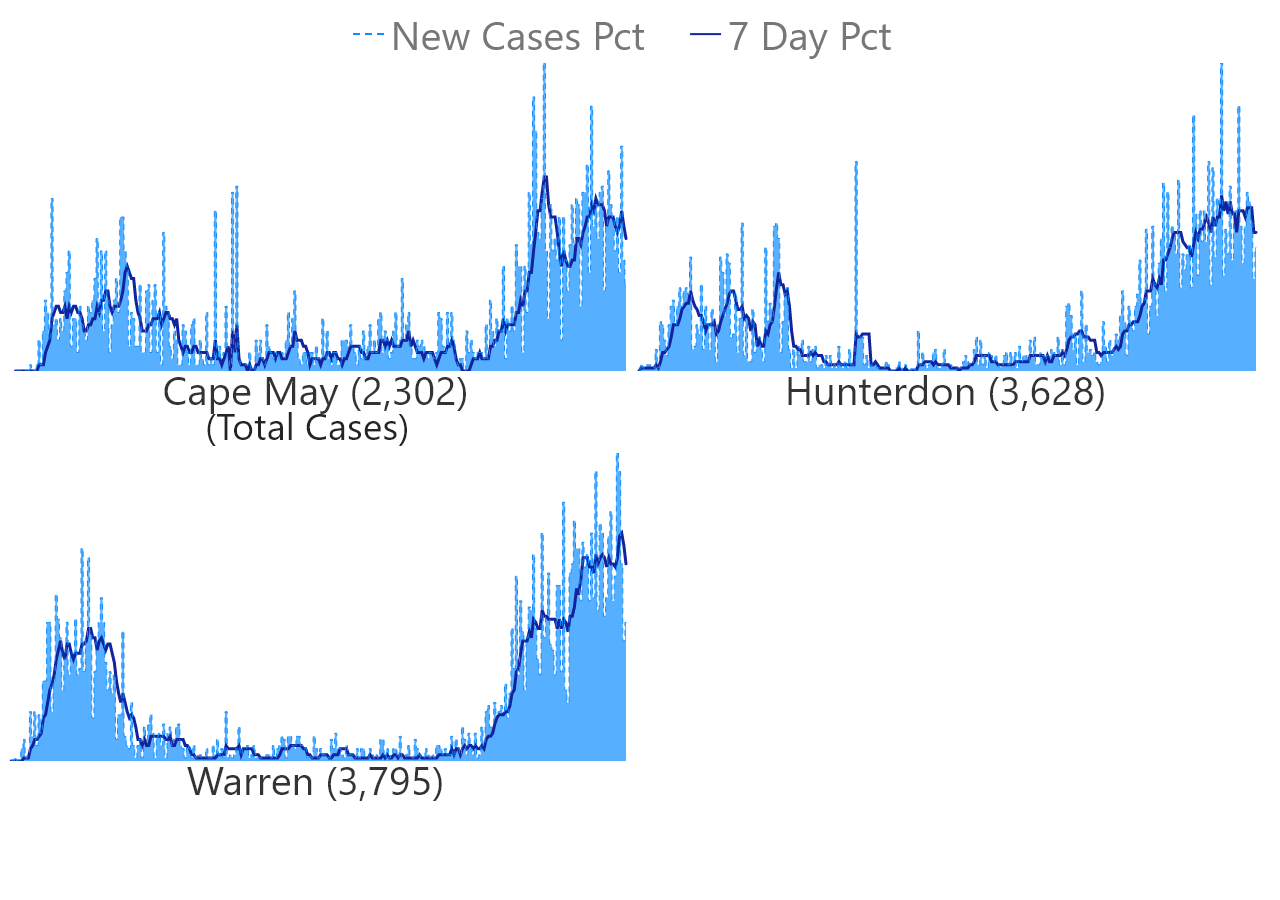 New Cases Pct 7 Day Pct
Cape May (2,302)
(Total Cases)
Hunterdon (3,628)
Warren (3,795)